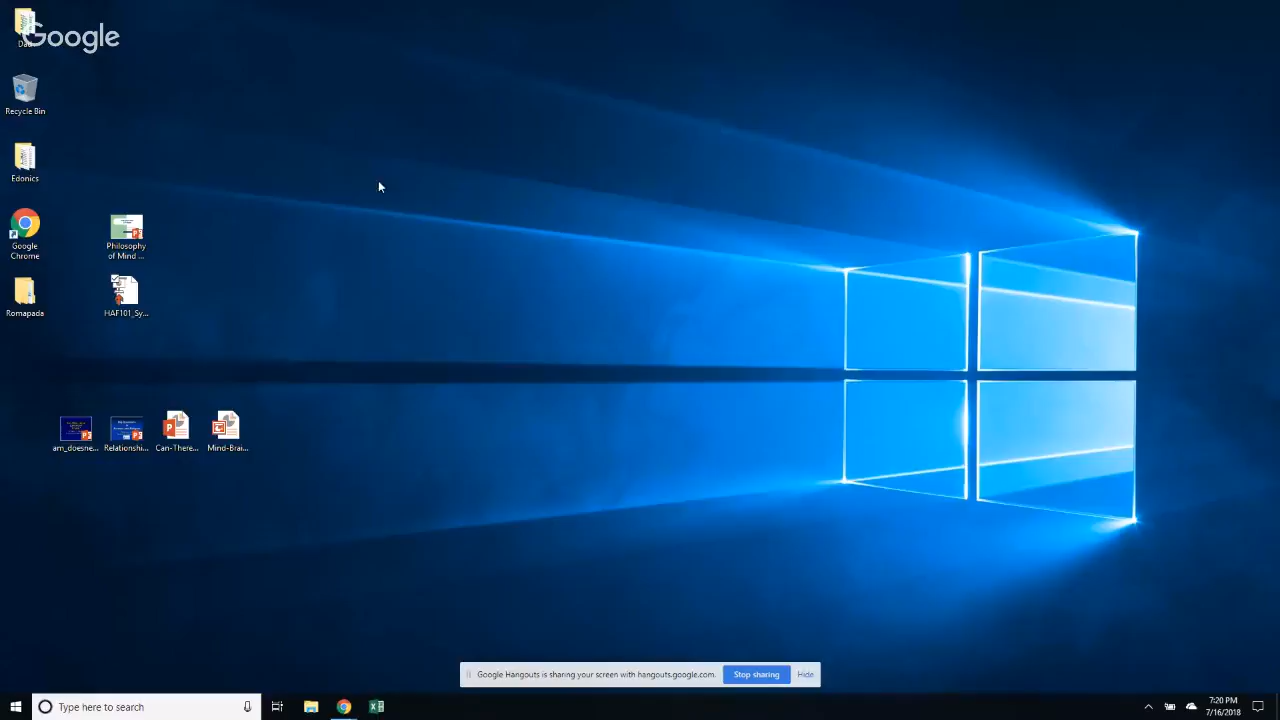 Google
Dad
Recycle Bin
Edonics
Google
Chrome
Philosophy
of Mind ...
Romapada
HAF101_Sy...
am_doesne...
Relationshi...
Can-There...
Mind-Brai...
Google Hangouts is sharing your screen with hangouts.google.com.
Stop sharing
Hide
Type here to search
7:20 PM
7/16/2018